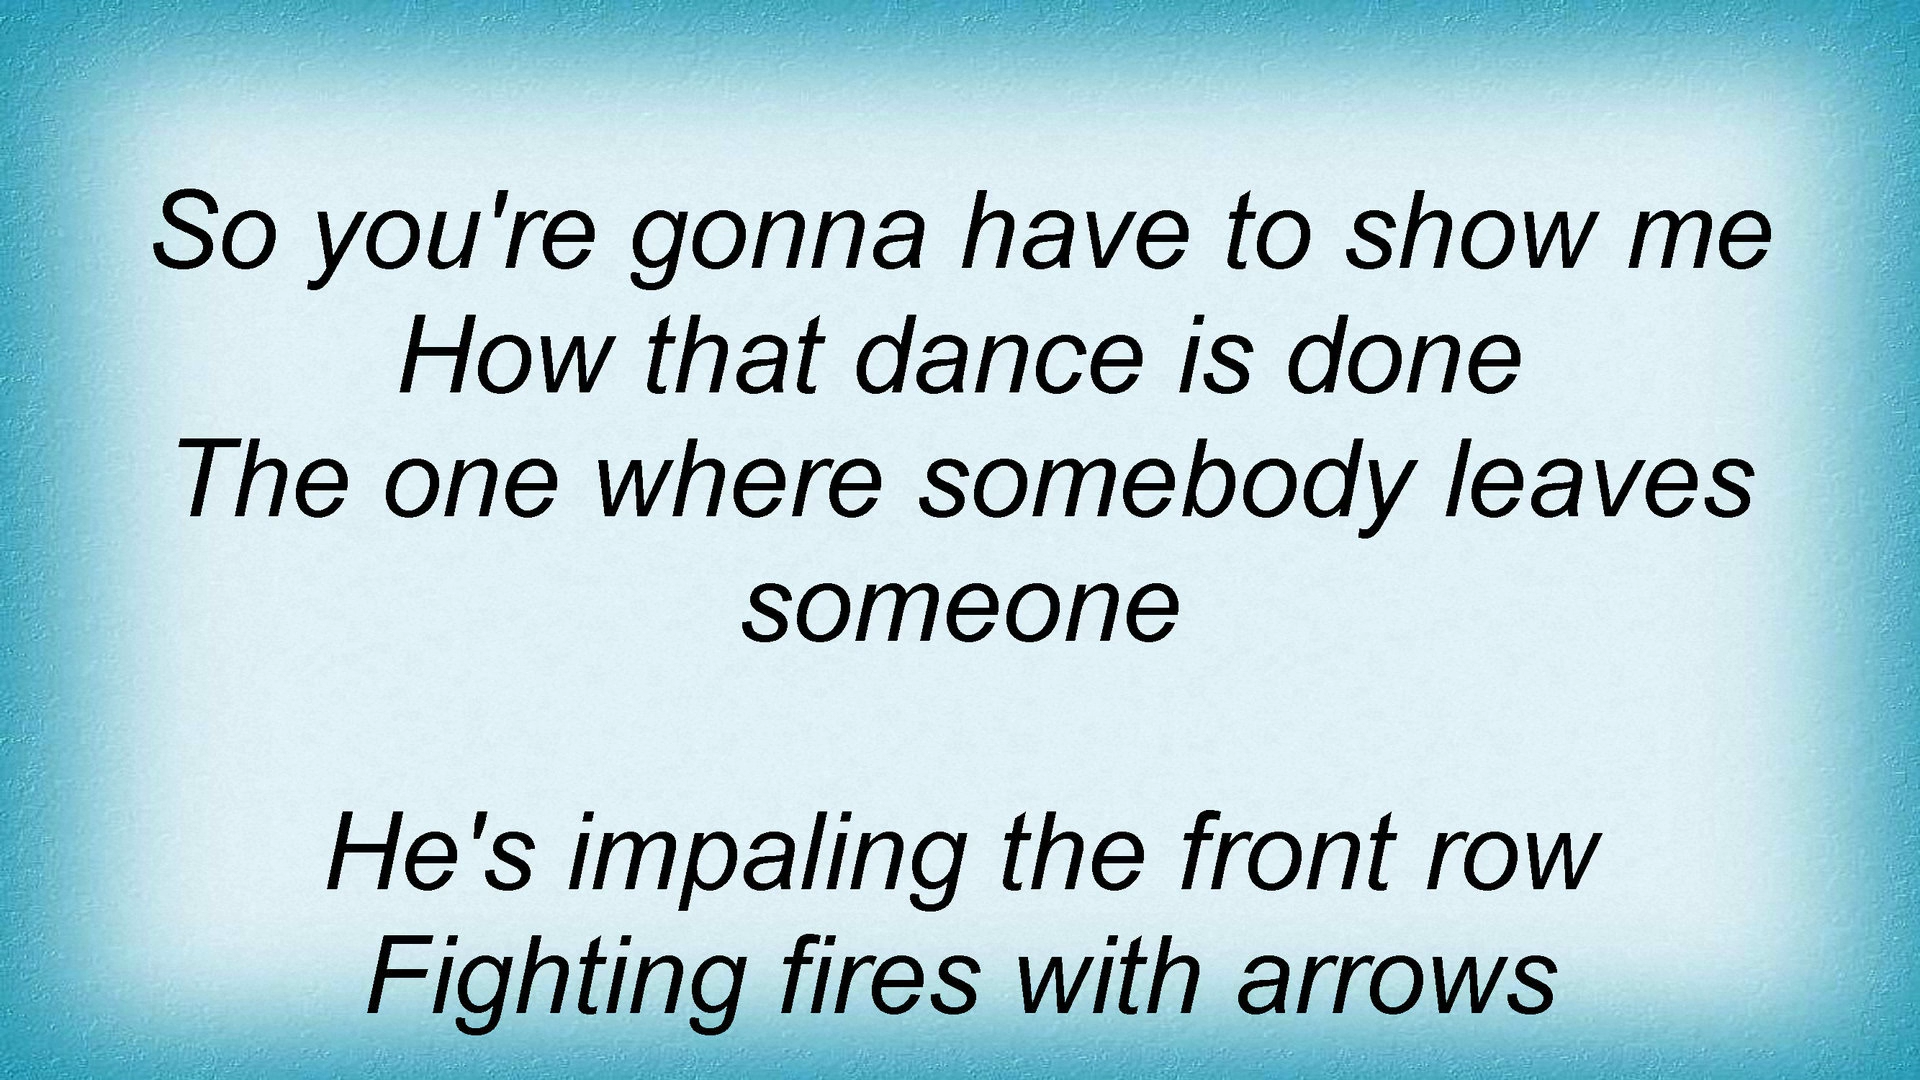 So you're gonna have to show me
How that dance is done
The one where somebody leaves
someone
He's impaling the front row
Fighting fires with arrows